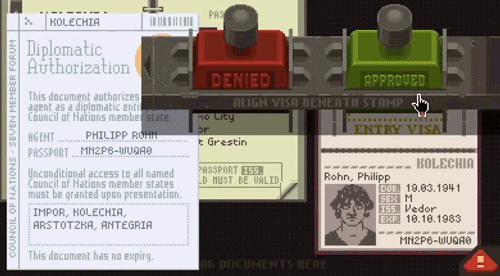 KOLECHIA
Diplomatic
Authorization
This document authorizes
agent as a diplomatic
Council of Nations member state.
AGENT PHILIPP ROHN
PASSPORT MN2P6-WUQA0
Unconditional access to all named
Council of Nations member states
must be granted upon presentation.
IMPOR, KOLECHIA,
ARSTOTZKA, ANTEGRIA
This document has no expiry.
COUNCIL OF NATIONS - SEVEN MEMBER FORUM
City
or
t Grestin
PASSPORT ISS.
LD MUST BE VALID
DENIED
APPROVED
ALIGN VISA BENEATH STAMP
ENTRY VISA
KOLECHIA
Rohn, Philipp
DOB. 19.03.1941
SEX M
ISS. Vedor
EXP. 10.10.1983
MN2P6-WUQA0
DOCUMENTS HERE